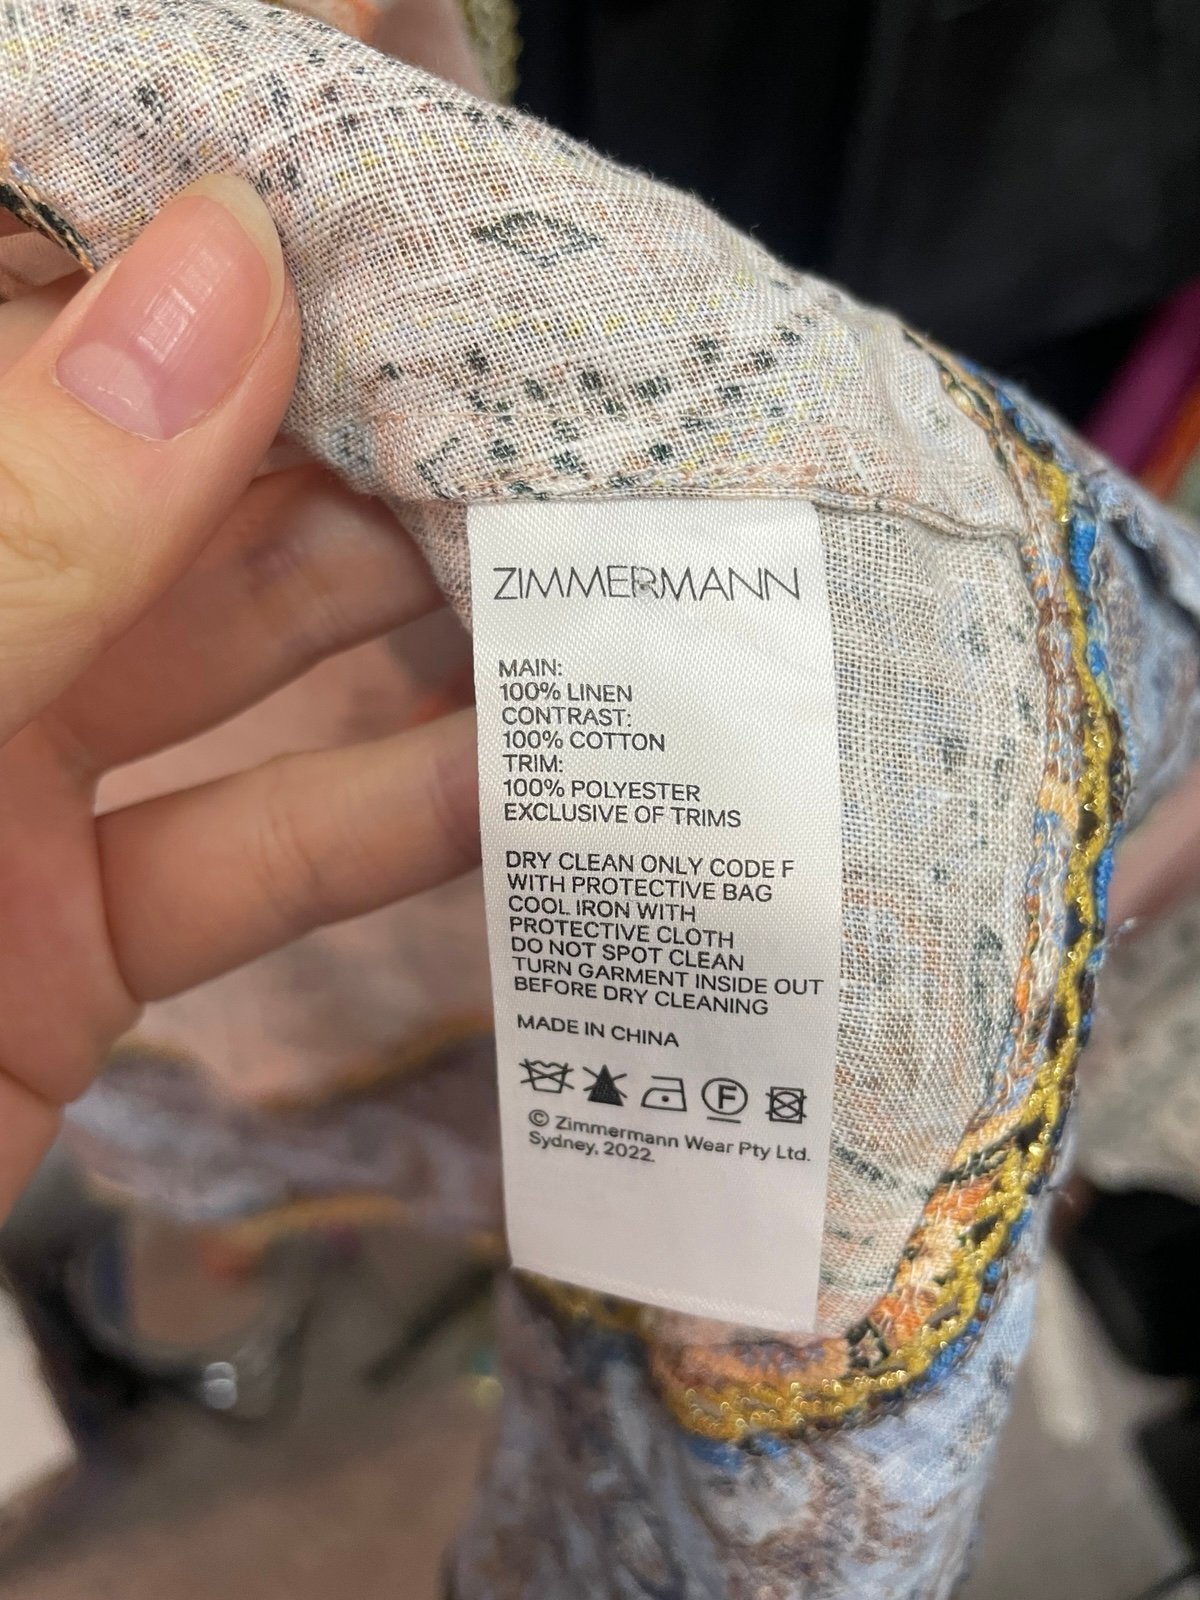 ZIMMERMANN
MAIN:
100% LINEN
CONTRAST:
100% COTTON
TRIM:
100% POLYESTER
EXCLUSIVE OF TRIMS
DRY CLEAN ONLY CODE F
WITH PROTECTIVE BAG
COOL IRON WITH
PROTECTIVE CLOTH
DO NOT SPOT CLEAN
TURN GARMENT INSIDE OUT
BEFORE DRY CLEANING
MADE IN CHINA
F
© Zimmermann Wear Pty Ltd.
Sydney, 2022.